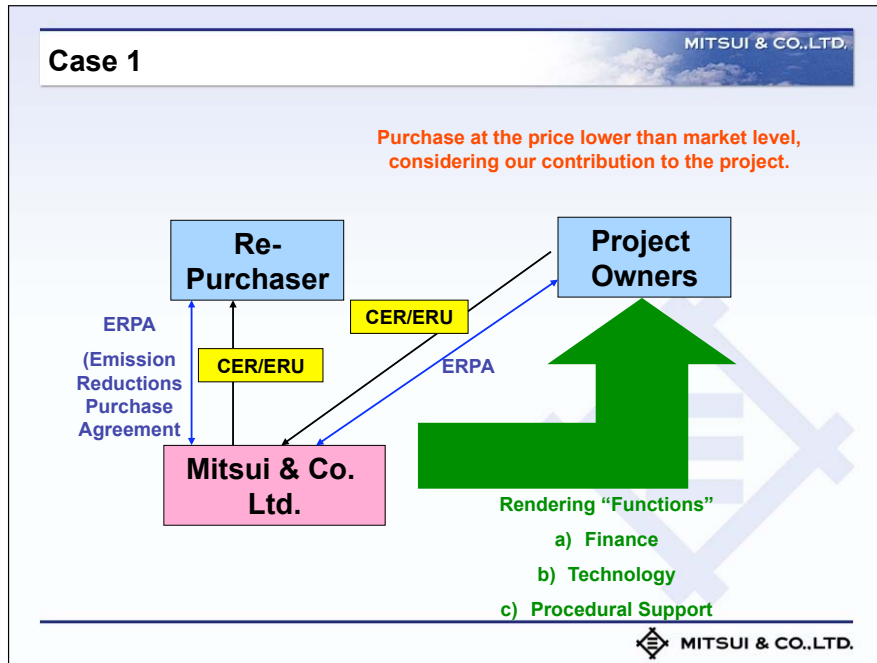 MITSUI & CO.,LTD.
Case 1
Purchase at the price lower than market level,
considering our contribution to the project.
Re-
Purchaser
Project
Owners
CER/ERU
ERPA
(Emission
Reductions
Purchase
Agreement
CER/ERU
ERPA
Mitsui & Co.
Ltd.
Rendering “Functions”
a) Finance
b) Technology
c) Procedural Support
MITSUI & CO.,LTD.